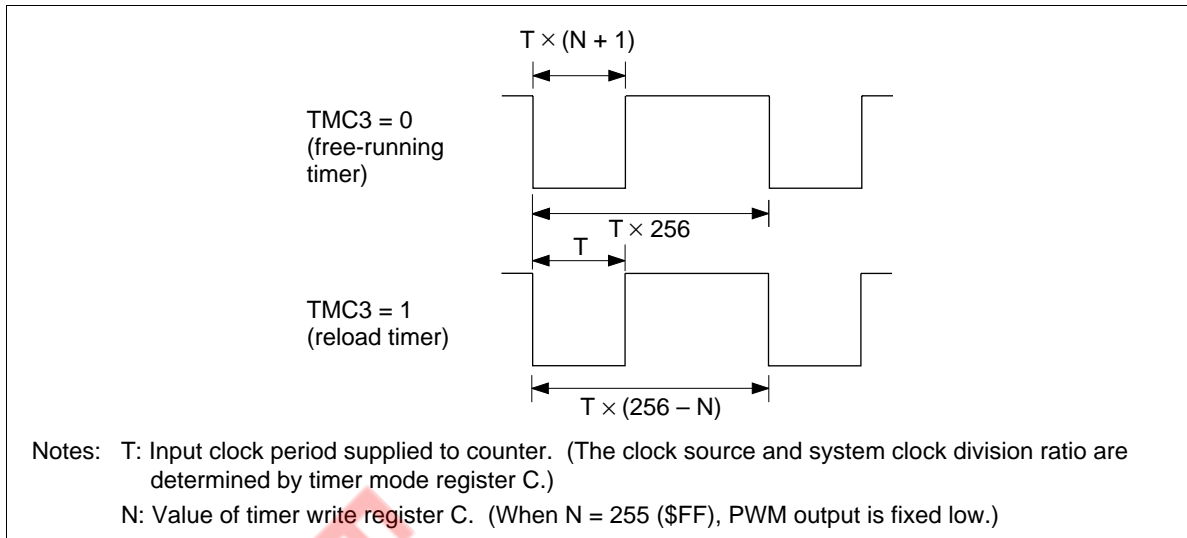 T × (N + 1)
TMC3 = 0
(free-running
timer)
T × 256
T
TMC3 = 1
(reload timer)
T × (256 – N)
Notes: T: Input clock period supplied to counter. (The clock source and system clock division ratio are
determined by timer mode register C.)
N: Value of timer write register C. (When N = 255 ($FF), PWM output is fixed low.)